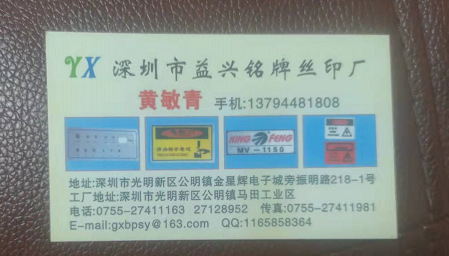 YX 深圳市益兴铭牌丝印厂
黄敏青 手机:13794481808
XING FENG
MV-1150
地址:深圳市光明新区公明镇金星辉电子城旁振明路218-1号
工厂地址:深圳市光明新区公明镇马田工业区
电话:0755-27411163 27128952 传真:0755-27411981
E-mail:gxbpsy@163.com QQ:1165858364